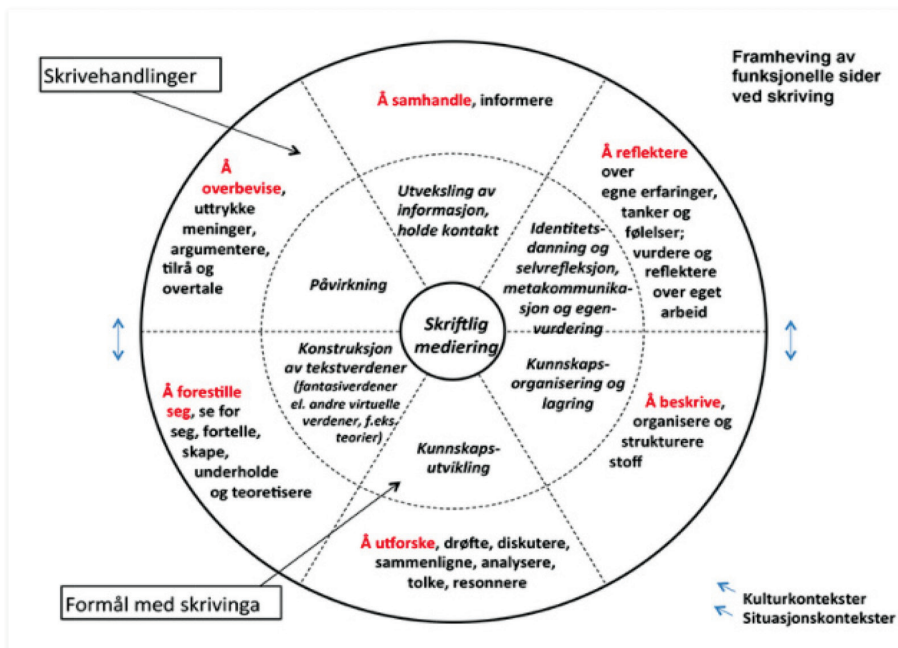 Skrivehandlinger
Framheving av
funksjonelle sider
ved skriving
Å samhandle, informere
Å reflektere
over
egne erfaringer,
tanker og
følelser;
vurdere og
reflektere
over eget
arbeid
Å
overbevise,
uttrykke
meninger,
argumentere,
tilrå og
overtale
Utveksling av
informasjon,
holde kontakt
Identitets-
danning og
selvrefleksjon,
metakommunika-
sjon og egen-
vurdering
Påvirkning
Skriftlig
mediering
Konstruksjon
av tekstverdener
(fantasiverdener
el. andre virtuelle
verdener, f.eks.
teorier)
Kunnskaps-
organisering og
lagring
Kunnskaps-
utvikling
Å forestille
seg, se for
seg, fortelle,
skape,
underholde
og teoretisere
Å beskrive,
organisere og
strukturere
stoff
Å utforske, drøfte, diskutere,
sammenligne, analysere,
tolke, resonnere
Formål med skrivinga
Kulturkontekster
Situasjonskontekster